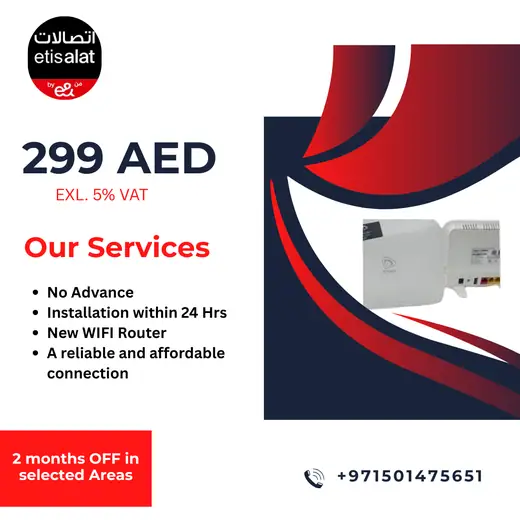 اتصالات
etisalat
by e& من
299 AED
EXL. 5% VAT
Our Services
No Advance
Installation within 24 Hrs
New WIFI Router
A reliable and affordable
connection
2 months OFF in
selected Areas
+971501475651